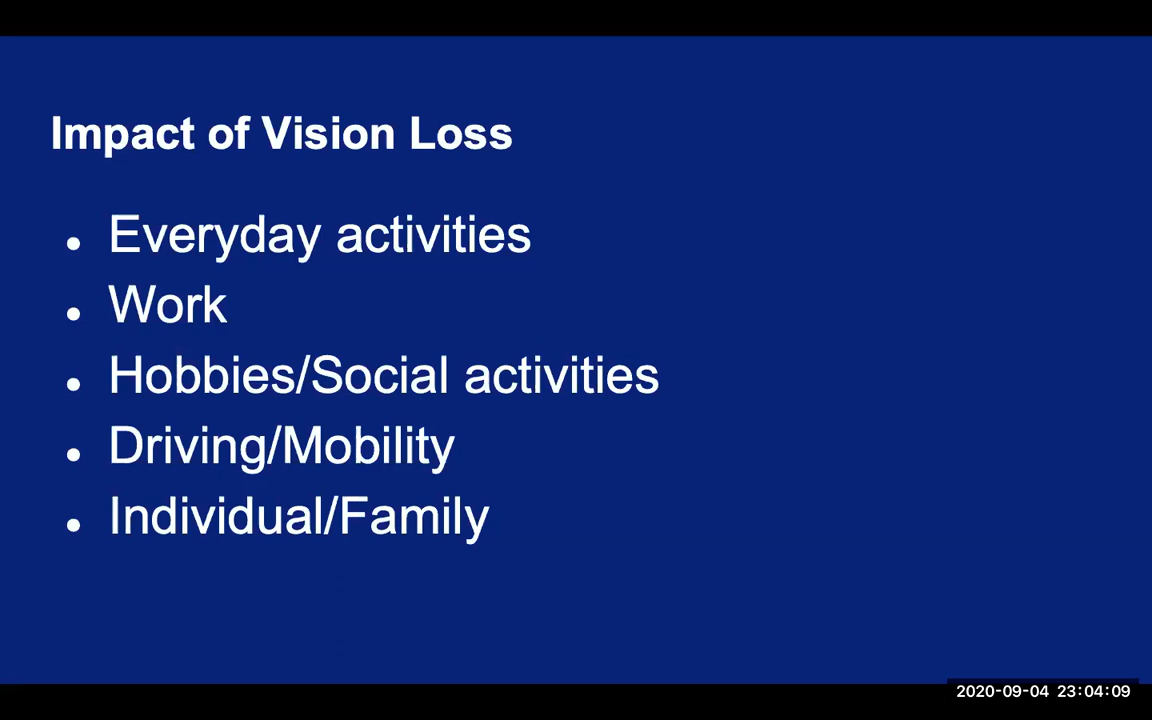 Impact of Vision Loss
• Everyday activities
• Work
• Hobbies/Social activities
• Driving/Mobility
• Individual/Family
2020-09-04 23:04:09